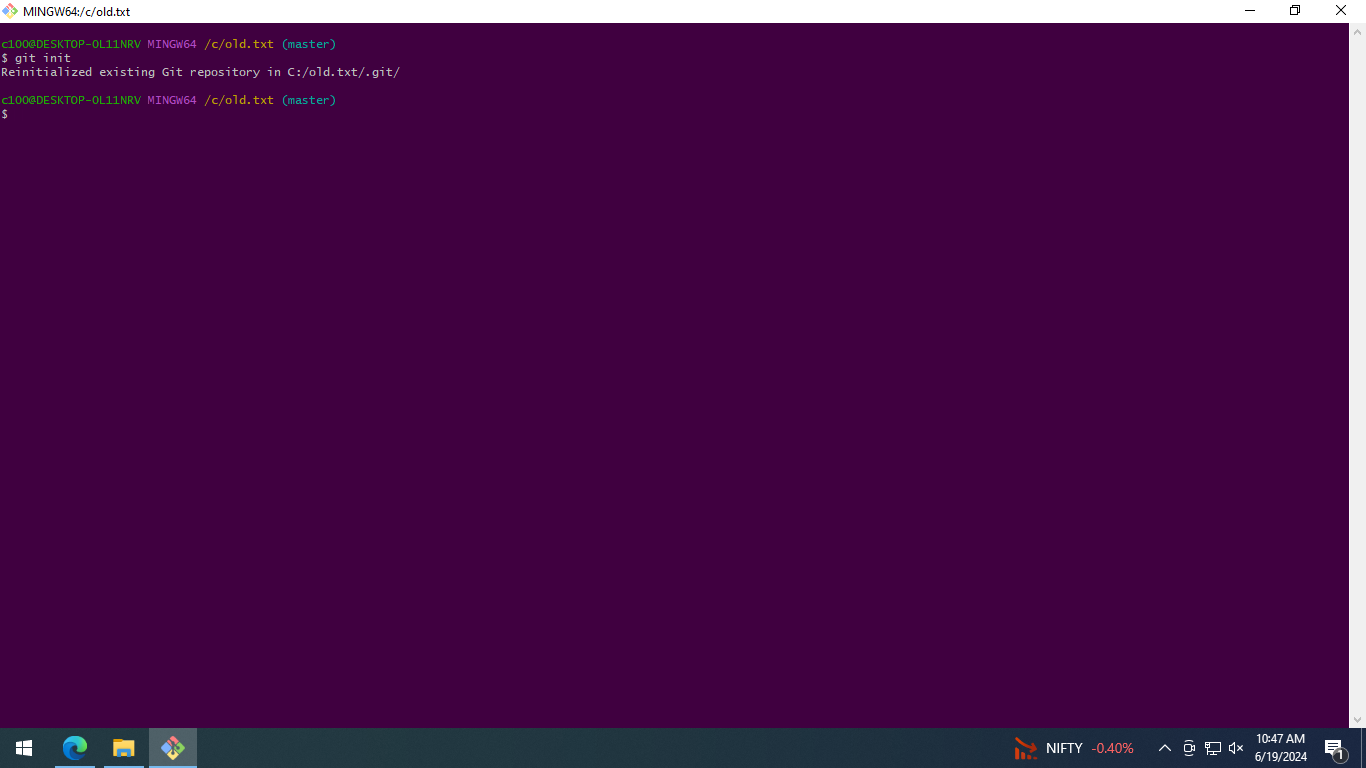 MINGW64:/c/old.txt
c100@DESKTOP-OL11NRV MINGW64 /c/old.txt (master)
$ git init
Reinitialized existing Git repository in C:/old.txt/.git/
c100@DESKTOP-OL11NRV MINGW64 /c/old.txt (master)
$
NIFTY -0.40%
10:47 AM
6/19/2024
1